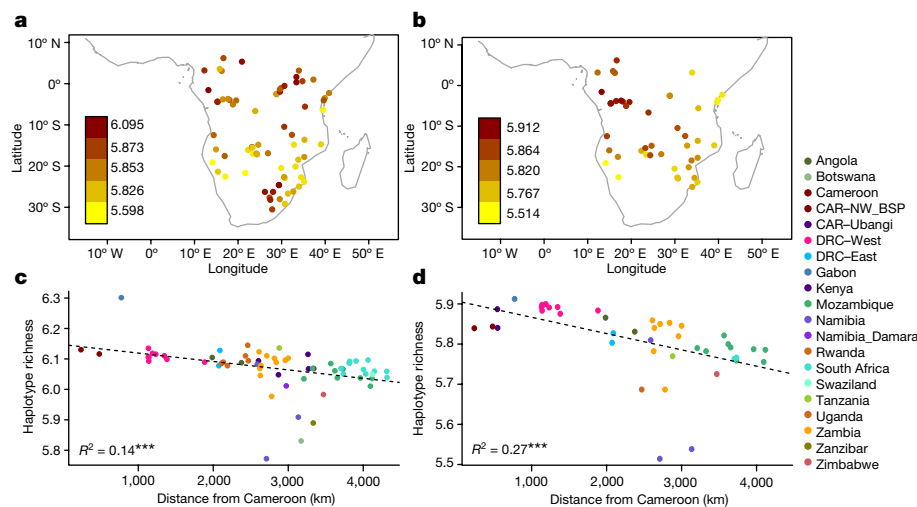 a
10° N
0°
10° S
20° S
30° S
Latitude
6.095
5.873
5.853
5.826
5.598
10° W
0°
10° E
20° E
30° E
40° E
50° E
60° E
Longitude
b
10° N
0°
10° S
20° S
30° S
Latitude
5.912
5.864
5.820
5.767
5.514
10° W
0°
10° E
20° E
30° E
40° E
50° E
60° E
Longitude
c
6.3
6.2
6.1
6.0
5.9
5.8
Haplotype richness
R² = 0.14***
1,000
2,000
3,000
4,000
Distance from Cameroon (km)
d
5.9
5.8
5.7
5.6
5.5
Haplotype richness
R² = 0.27***
1,000
2,000
3,000
4,000
Distance from Cameroon (km)
Angola
Botswana
Cameroon
CAR–NW_BSP
CAR–Ubangi
DRC–West
DRC–East
Gabon
Kenya
Mozambique
Namibia
Namibia_Damara
Rwanda
South Africa
Swaziland
Tanzania
Uganda
Zambia
Zanzibar
Zimbabwe